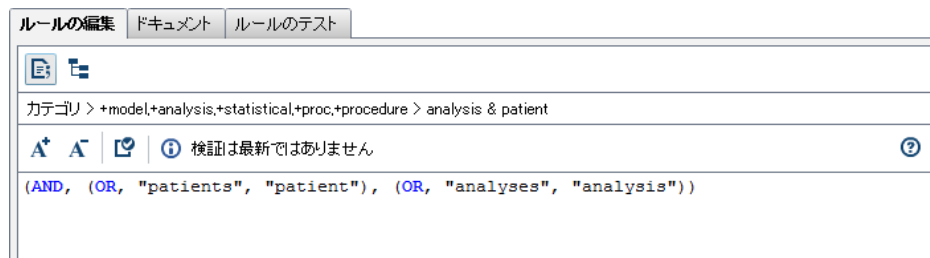 ルールの編集 ドキュメント ルールのテスト
カテゴリ > +model,+analysis,+statistical,+proc,+procedure > analysis & patient
A+ A- 検証は最新ではありません
(AND, (OR, "patients", "patient"), (OR, "analyses", "analysis"))